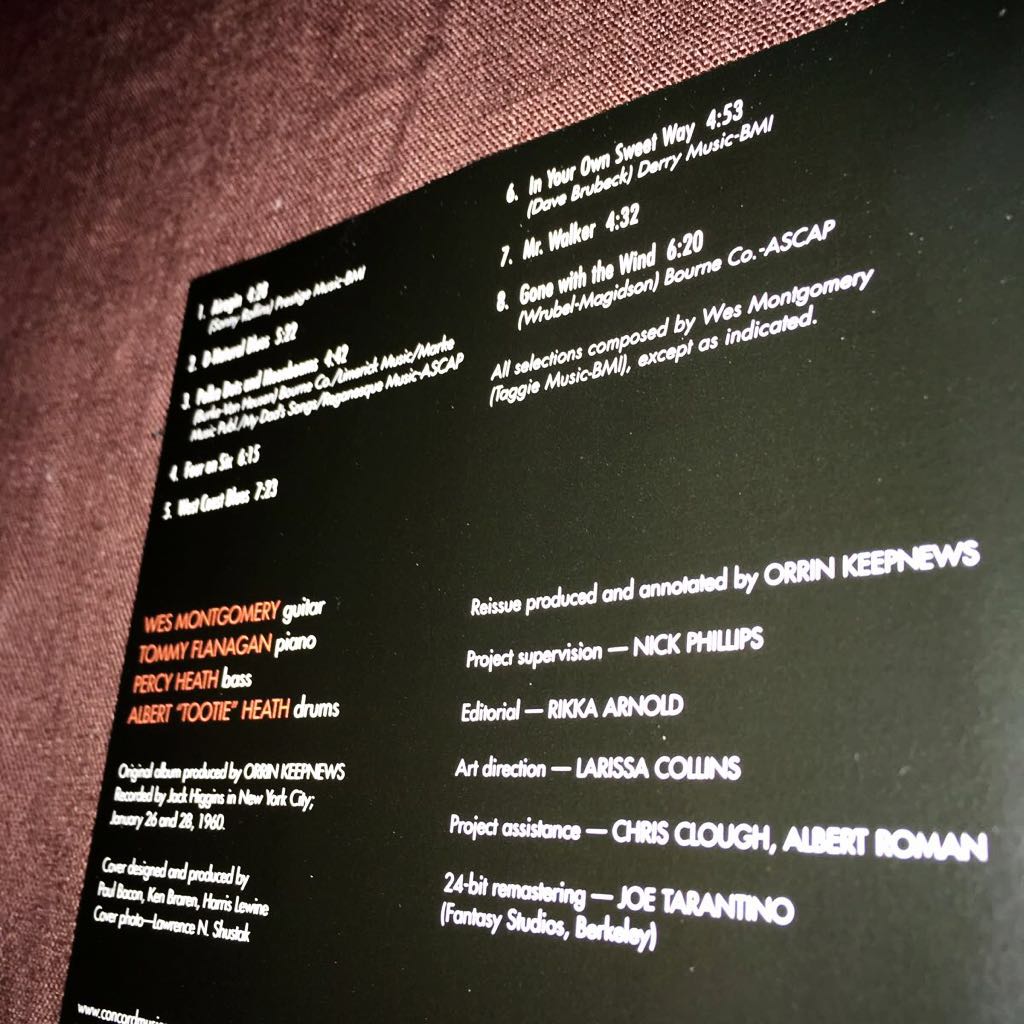 1. Airegin 4:28
(Sonny Rollins) Prestige Music-BMI
2. D-Natural Blues 5:22
3. Polka Dots and Moonbeams 4:42
(Burke-Van Heusen) Bourne Co./Limerick Music/Marke
Music Publ./My Dad's Songs/Reganesque Music-ASCAP
4. Four on Six 6:15
5. West Coast Blues 7:23
6. In Your Own Sweet Way 4:53
(Dave Brubeck) Derry Music-BMI
7. Mr. Walker 4:32
8. Gone with the Wind 6:20
(Wrubel-Magidson) Bourne Co.-ASCAP
All selections composed by Wes Montgomery
(Taggie Music-BMI), except as indicated.
WES MONTGOMERY guitar
TOMMY FLANAGAN piano
PERCY HEATH bass
ALBERT "TOOTIE" HEATH drums
Original album produced by ORRIN KEEPNEWS
Recorded by Jack Higgins in New York City;
January 26 and 28, 1960.
Cover designed and produced by
Paul Bacon, Ken Braren, Harris Lewine
Cover photo—Lawrence N. Shustak
Reissue produced and annotated by ORRIN KEEPNEWS
Project supervision — NICK PHILLIPS
Editorial — RIKKA ARNOLD
Art direction — LARISSA COLLINS
Project assistance — CHRIS CLOUGH, ALBERT ROMAN
24-bit remastering — JOE TARANTINO
(Fantasy Studios, Berkeley)